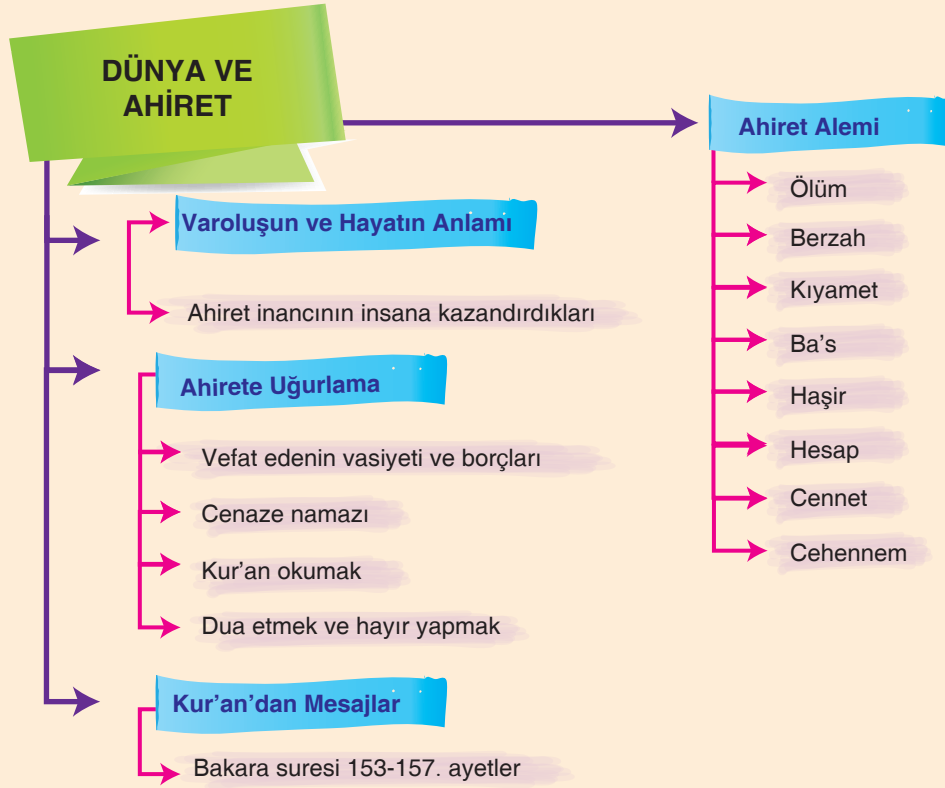 DÜNYA VE
AHİRET
Varoluşun ve Hayatın Anlamı
Ahiret inancının insana kazandırdıkları
Ahirete Uğurlama
Vefat edenin vasiyeti ve borçları
Cenaze namazı
Kur’an okumak
Dua etmek ve hayır yapmak
Kur’an’dan Mesajlar
Bakara suresi 153-157. ayetler
Ahiret Alemi
Ölüm
Berzah
Kıyamet
Ba’s
Haşir
Hesap
Cennet
Cehennem